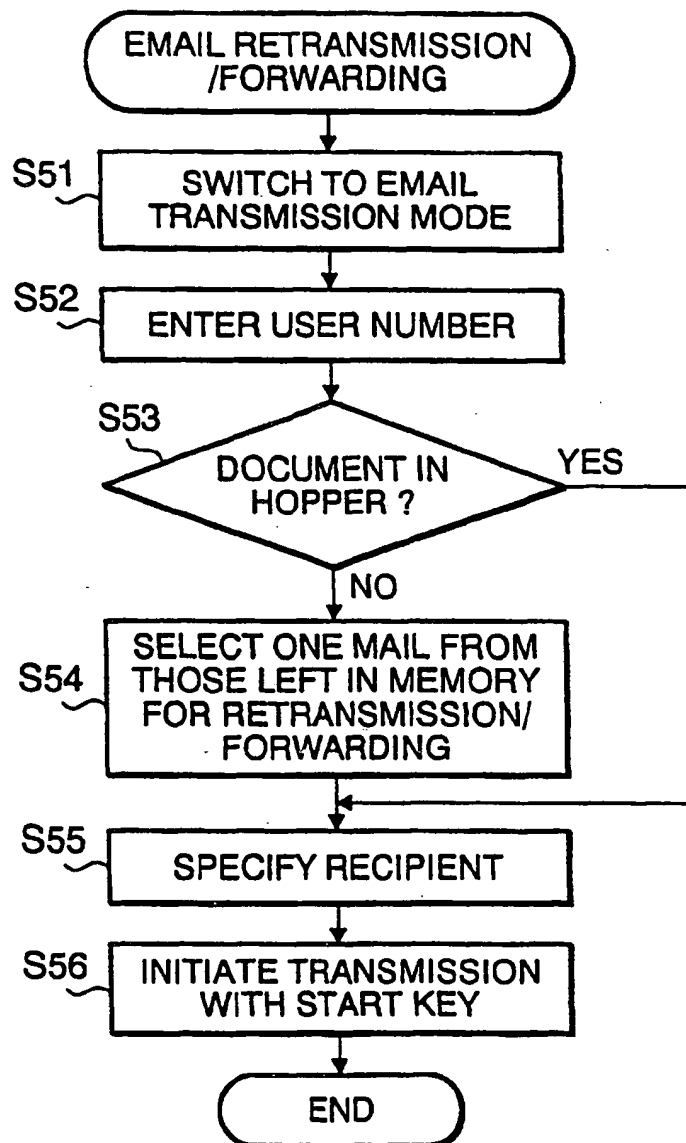 EMAIL RETRANSMISSION
/FORWARDING
S51
SWITCH TO EMAIL
TRANSMISSION MODE
S52
ENTER USER NUMBER
S53
DOCUMENT IN
HOPPER ?
YES
NO
S54
SELECT ONE MAIL FROM
THOSE LEFT IN MEMORY
FOR RETRANSMISSION/
FORWARDING
S55
SPECIFY RECIPIENT
S56
INITIATE TRANSMISSION
WITH START KEY
END